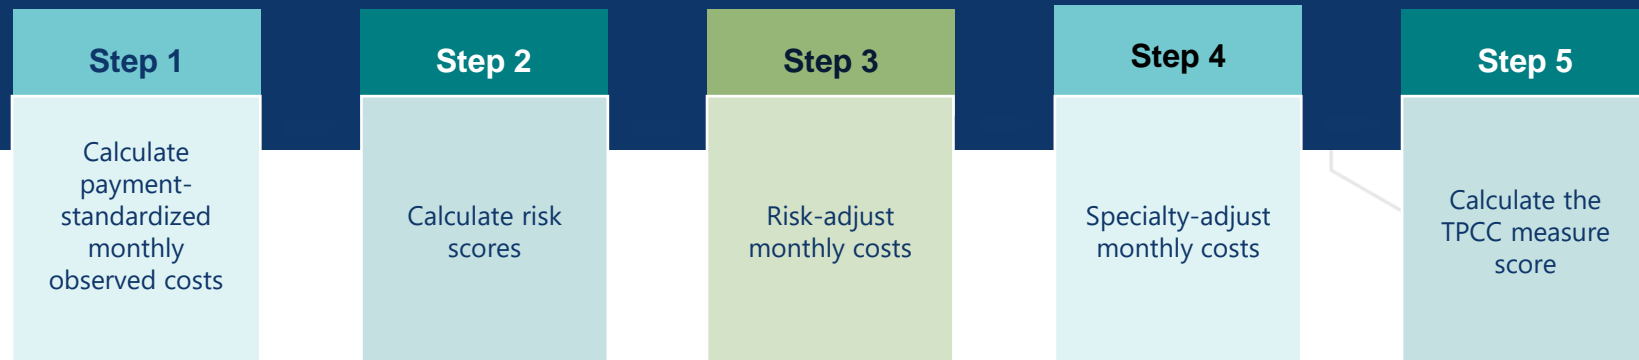 Step 1
Calculate
payment-
standardized
monthly
observed costs
Step 2
Calculate risk
scores
Step 3
Risk-adjust
monthly costs
Step 4
Specialty-adjust
monthly costs
Step 5
Calculate the
TPCC measure
score